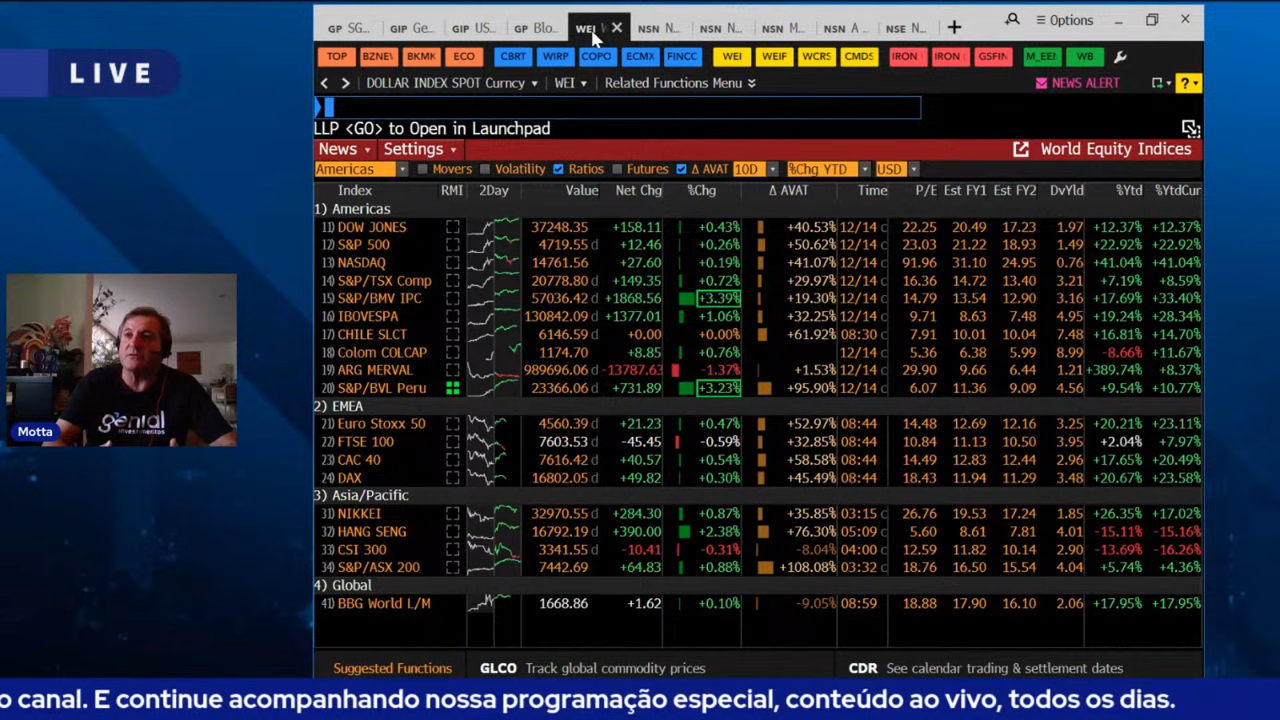 GP SG...
GIP Ge...
GIP US...
GP Blo...
WEI
NSN N...
NSN N...
NSN A ...
NSE N...
Options
LIVE
TOP BZNEW BKMK ECO CBRT WIRP COPO ECMX FINCC WEI WEIF WCRS CMDS IRON IRON GSFIN M_EEI WB
DOLLAR INDEX SPOT Curncy WEI Related Functions Menu NEWS ALERT ?
LLP <GO> to Open in Launchpad
News Settings World Equity Indices
Americas Movers Volatility Ratios Futures Δ AVAT 10D %Chg YTD USD
Index RMI 2Day Value Net Chg %Chg Δ AVAT Time P/E Est FY1 Est FY2 DvYld %Ytd %YtdCur
1) Americas
11) DOW JONES 37248.35 +158.11 +0.43% +40.53% 12/14 c 22.25 20.49 17.23 1.97 +12.37% +12.37%
12) S&P 500 4719.55 d +12.46 +0.26% +50.62% 12/14 c 23.03 21.22 18.93 1.49 +22.92% +22.92%
13) NASDAQ 14761.56 +27.60 +0.19% +41.07% 12/14 c 91.96 31.10 24.95 0.76 +41.04% +41.04%
14) S&P/TSX Comp 20778.80 d +149.35 +0.72% +29.97% 12/14 c 16.36 14.72 13.40 3.21 +7.19% +8.59%
15) S&P/BMV IPC 57036.42 d +1868.56 +3.39% +19.30% 12/14 c 14.79 13.54 12.90 3.16 +17.69% +33.40%
16) IBOVESPA 130842.09 d +1377.01 +1.06% +32.25% 12/14 c 9.71 8.63 7.48 4.95 +19.24% +28.34%
17) CHILE SLCT 6146.59 d +0.00 +0.00% +61.92% 08:30 c 7.91 10.01 10.04 7.48 +16.81% +14.70%
18) Colom COLCAP 1174.70 +8.85 +0.76% 12/14 c 5.36 6.38 5.99 8.99 -8.66% +11.67%
19) ARG MERVAL 989696.06 d -13787.63 -1.37% +1.53% 12/14 c 29.90 9.66 6.44 1.21 +389.74% +8.37%
20) S&P/BVL Peru 23366.06 d +731.89 +3.23% +95.90% 12/14 c 6.07 11.36 9.09 4.56 +9.54% +10.77%
2) EMEA
21) Euro Stoxx 50 4560.39 d +21.23 +0.47% +52.97% 08:44 14.48 12.69 12.16 3.25 +20.21% +23.11%
22) FTSE 100 7603.53 d -45.45 -0.59% +32.85% 08:44 10.84 11.13 10.50 3.95 +2.04% +7.97%
23) CAC 40 7616.42 d +40.57 +0.54% +58.58% 08:44 14.49 12.83 12.44 2.99 +17.65% +20.49%
24) DAX 16802.05 d +49.82 +0.30% +45.49% 08:44 18.43 11.94 11.29 3.48 +20.67% +23.58%
3) Asia/Pacific
31) NIKKEI 32970.55 d +284.30 +0.87% +35.85% 03:15 c 26.76 19.53 17.24 1.85 +26.35% +17.02%
32) HANG SENG 16792.19 d +390.00 +2.38% +76.30% 05:09 c 5.60 8.61 7.81 4.01 -15.11% -15.16%
33) CSI 300 3341.55 d -10.41 -0.31% -8.04% 04:00 c 12.59 11.82 10.14 2.90 -13.69% -16.26%
34) S&P/ASX 200 7442.69 +64.83 +0.88% +108.08% 03:32 c 18.76 16.50 15.54 4.04 +5.74% +4.36%
4) Global
41) BBG World L/M 1668.86 +1.62 +0.10% -9.05% 08:59 18.88 17.90 16.10 2.06 +17.95% +17.95%
Suggested Functions GLCO Track global commodity prices CDR See calendar trading & settlement dates
genial
investimentos
Motta
o canal. E continue acompanhando nossa programação especial, conteúdo ao vivo, todos os dias.